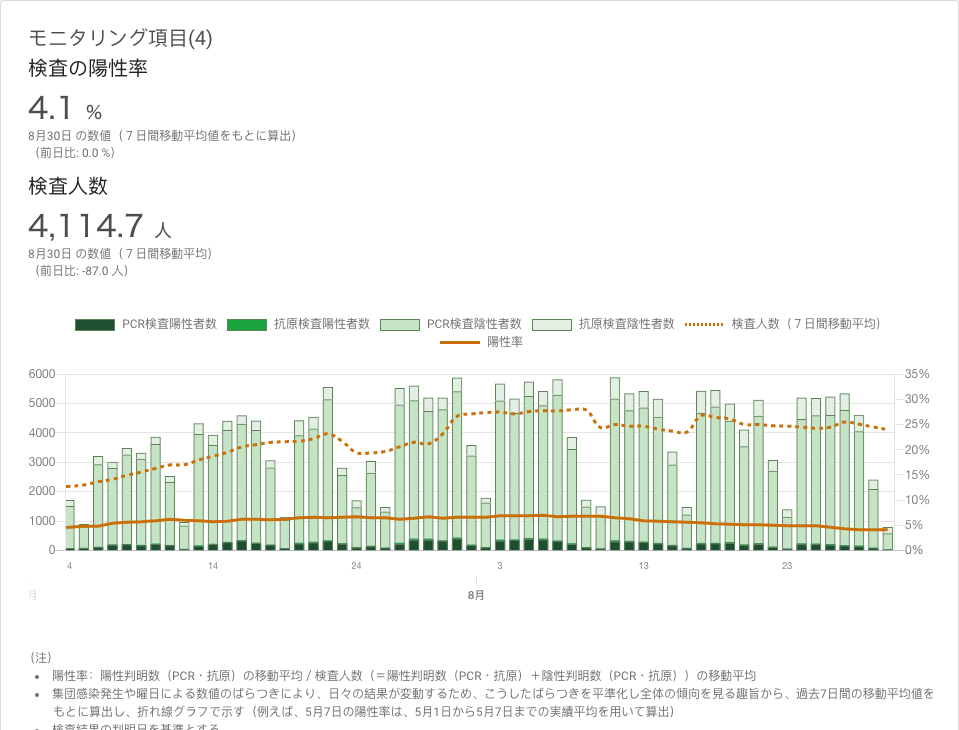 モニタリング項目(4)
検査の陽性率
4.1 %
8月30日 の数値（７日間移動平均値をもとに算出）
（前日比: 0.0 %）
検査人数
4,114.7 人
8月30日 の数値（７日間移動平均）
（前日比: -87.0 人）
PCR検査陽性者数 抗原検査陽性者数 PCR検査陰性者数 抗原検査陰性者数 検査人数（７日間移動平均）
陽性率
6000 35%
5000 30%
4000 25%
3000 20%
2000 15%
1000 10%
0 5%
0%
4 14 24 3 13 23
月 8月
（注）
陽性率：陽性判明数（PCR・抗原）の移動平均 / 検査人数（＝陽性判明数（PCR・抗原）＋陰性判明数（PCR・抗原））の移動平均
集団感染発生や曜日による数値のばらつきにより、日々の結果が変動するため、こうしたばらつきを平準化し全体の傾向を見る趣旨から、過去7日間の移動平均値を
もとに算出し、折れ線グラフで示す（例えば、5月7日の陽性率は、5月1日から5月7日までの実績平均を用いて算出）
検査結果の判明日を基準とする